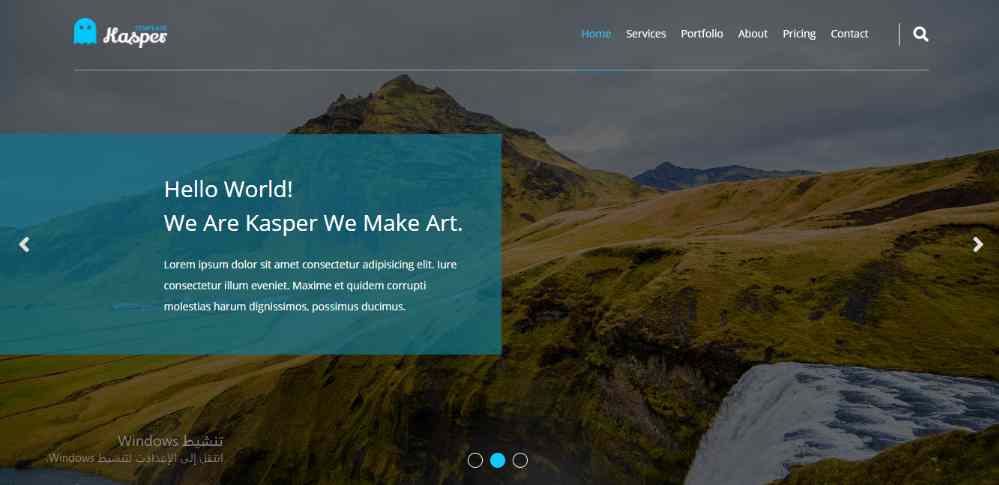 TEMPLATE
Kasper
Home Services Portfolio About Pricing Contact
Hello World!
We Are Kasper We Make Art.
Lorem ipsum dolor sit amet consectetur adipisicing elit. Iure
consectetur illum eveniet. Maxime et quidem corrupti
molestias harum dignissimos, possimus ducimus.
تنشيط Windows
انتقل إلى الإعدادات لتنشيط Windows.